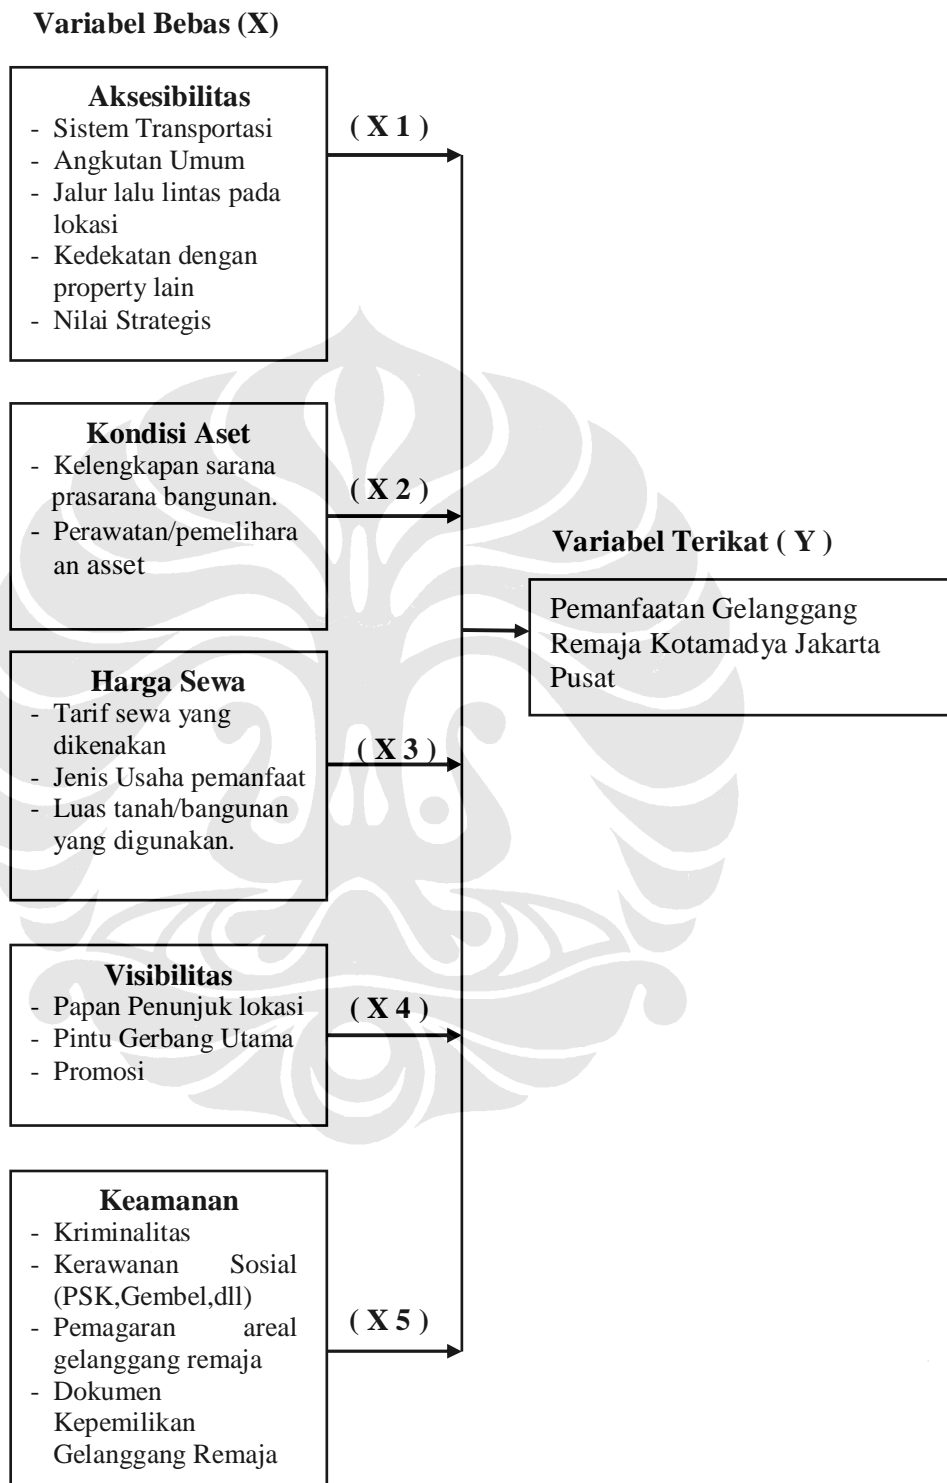 Variabel Bebas (X)
Aksesibilitas
- Sistem Transportasi
- Angkutan Umum
- Jalur lalu lintas pada
lokasi
- Kedekatan dengan
property lain
- Nilai Strategis
( X 1 )
Kondisi Aset
- Kelengkapan sarana
prasarana bangunan.
- Perawatan/pemelihara
an asset
( X 2 )
Variabel Terikat ( Y )
Pemanfaatan Gelanggang
Remaja Kotamadya Jakarta
Pusat
Harga Sewa
- Tarif sewa yang
dikenakan
- Jenis Usaha pemanfaat
- Luas tanah/bangunan
yang digunakan.
( X 3 )
Visibilitas
- Papan Penunjuk lokasi
- Pintu Gerbang Utama
- Promosi
( X 4 )
Keamanan
- Kriminalitas
- Kerawanan Sosial
(PSK,Gembel,dll)
- Pemagaran areal
gelanggang remaja
- Dokumen
Kepemilikan
Gelanggang Remaja
( X 5 )